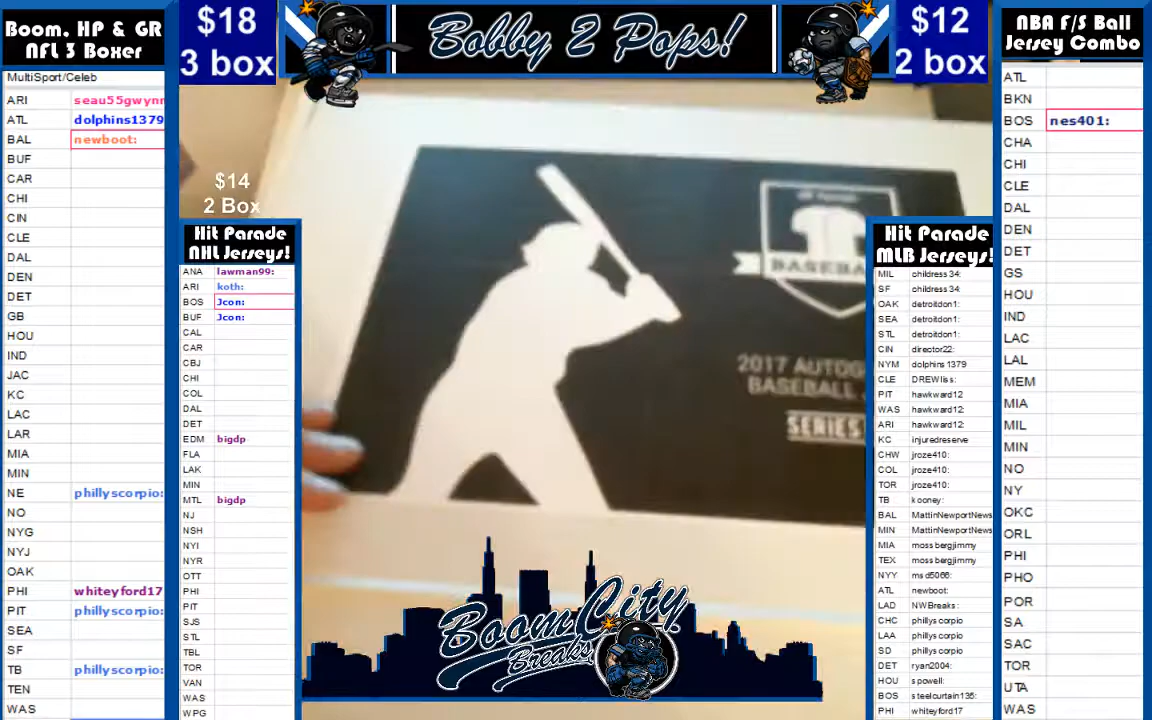 Boom, HP & GR
NFL 3 Boxer
MultiSport/Celeb
ARI seau55gwynn
ATL dolphins1379
BAL newboot:
BUF
CAR
CHI
CIN
CLE
DAL
DEN
DET
GB
HOU
IND
JAC
KC
LAC
LAR
MIA
MIN
NE phillyscorpio:
NO
NYG
NYJ
OAK
PHI whiteyford17
PIT phillyscorpio:
SEA
SF
TB phillyscorpio:
TEN
WAS
$18
3 box
Bobby 2 Pops!
$12
2 box
$14
2 Box
Hit Parade
NHL Jerseys!
ANA lawman99:
ARI koth:
BOS Jcon:
BUF Jcon:
CAL
CAR
CBJ
CHI
COL
DAL
DET
EDM bigdp
FLA
LAK
MIN
MTL bigdp
NJ
NSH
NYI
NYR
OTT
PHI
PIT
SJS
STL
TBL
TOR
VAN
WAS
WPG
BASEBA
2017 AUTOG
BASEBALL
SERIES
BoomCity
Breaks
Hit Parade
MLB Jerseys!
MIL childress34:
SF childress34:
OAK detroitdon1:
SEA detroitdon1:
STL detroitdon1:
CIN director22:
NYM dolphins1379
CLE DREWliss:
PIT hawkward12
WAS hawkward12:
ARI hawkward12:
KC injuredreserve
CHW jroze410:
COL jroze410:
TOR jroze410:
TB kooney:
BAL MattinNewportNews
MIN MattinNewportNews
MIA mossbergjimmy
TEX mossbergjimmy
NYY msd5066:
ATL newboot:
LAD NWBreaks:
CHC phillyscorpio
LAA phillyscorpio
SD phillyscorpio
DET ryan2004:
HOU spowell:
BOS steelcurtain135:
PHI whiteyford17
NBA F/S Ball
Jersey Combo
ATL
BKN
BOS nes401:
CHA
CHI
CLE
DAL
DEN
DET
GS
HOU
IND
LAC
LAL
MEM
MIA
MIL
MIN
NO
NY
OKC
ORL
PHI
PHO
POR
SA
SAC
TOR
UTA
WAS